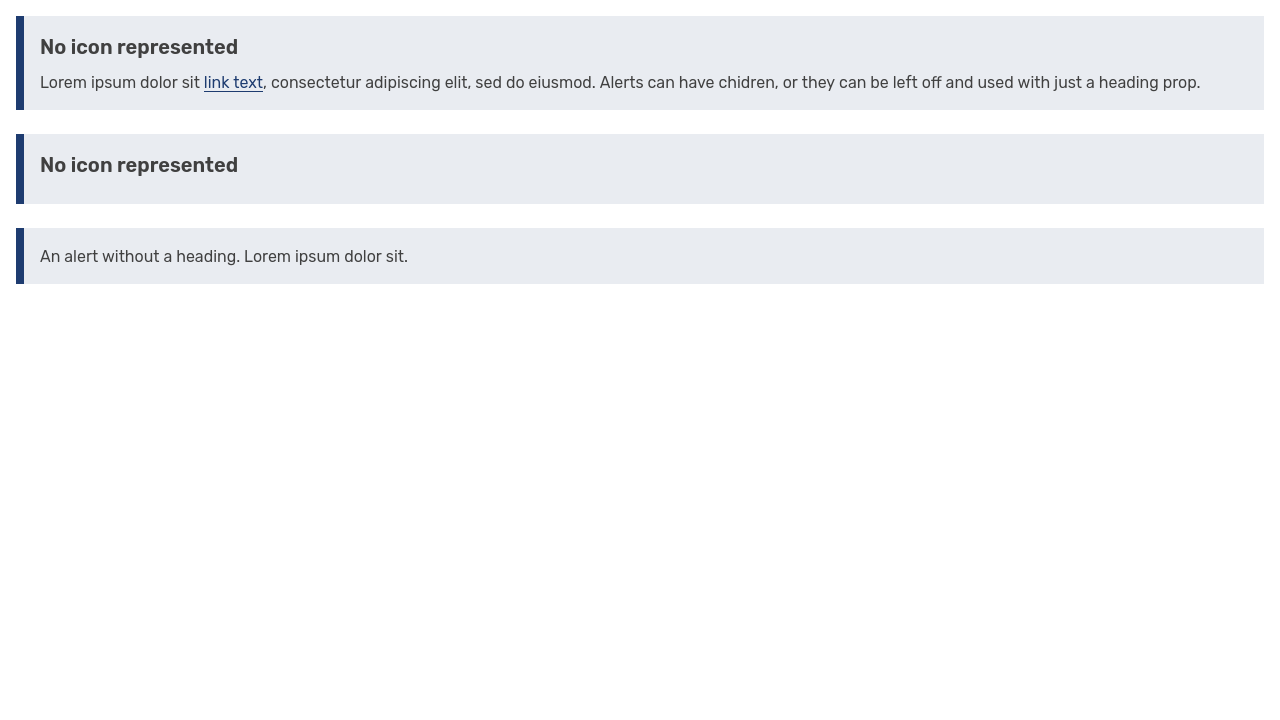 No icon represented
Lorem ipsum dolor sit link text, consectetur adipiscing elit, sed do eiusmod. Alerts can have chidren, or they can be left off and used with just a heading prop.
No icon represented
An alert without a heading. Lorem ipsum dolor sit.